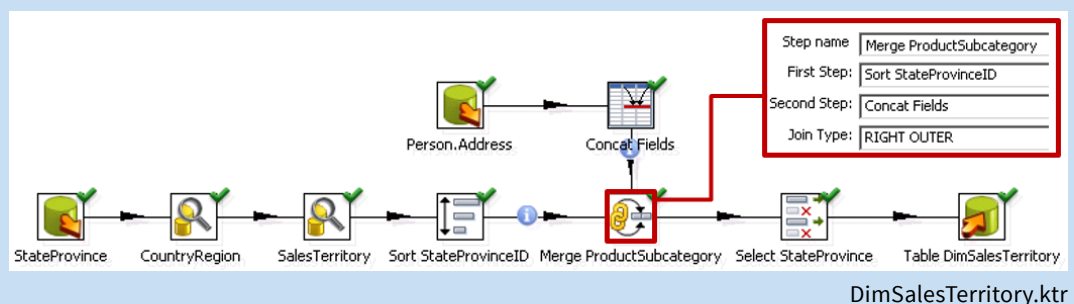 Step name Merge ProductSubcategory
First Step: Sort StateProvinceID
Second Step: Concat Fields
Join Type: RIGHT OUTER
Person.Address Concat Fields
StateProvince CountryRegion SalesTerritory Sort StateProvinceID Merge ProductSubcategory Select StateProvince Table DimSalesTerritory
DimSalesTerritory.ktr